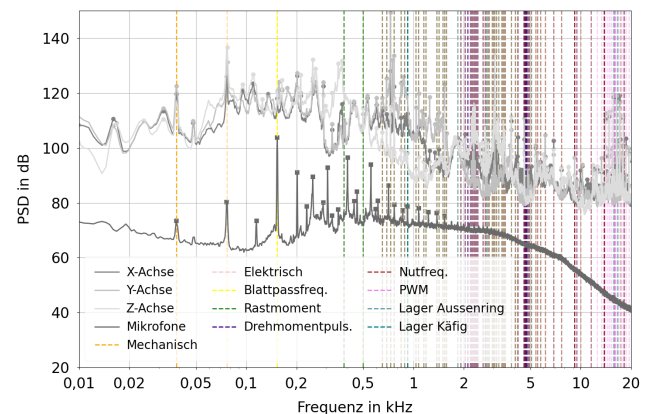 140
120
100
80
60
40
20
PSD in dB
X-Achse
Y-Achse
Z-Achse
Mikrofone
Mechanisch
Elektrisch
Blattpassfreq.
Rastmoment
Drehmomentpuls.
Nutfreq.
PWM
Lager Aussenring
Lager Käfig
0,01 0,02 0,05 0,1 0,2 0,5 1 2 5 10 20
Frequenz in kHz